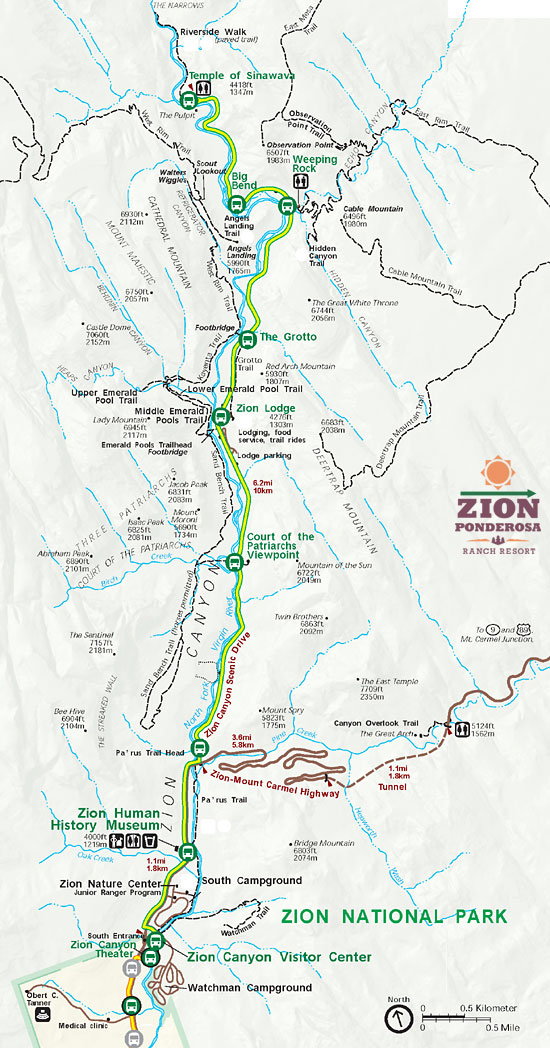 THE NARROWS
Riverside Walk
(paved trail)
East Mesa
Trail
Temple of Sinawava
4418ft
1347m
The Pulpit
Observation
Point Trail
Observation Point
6507ft
1983m
ECHO CANYON
East Rim Trail
West Rim
Trail
Scout
Lookout
Walters
Wiggles
REFRIGERATOR
CANYON
Weeping
Rock
Big
Bend
Angels
Landing
Trail
Angels
Landing
5990ft
1765m
Cable Mountain
6496ft
1980m
Hidden
Canyon
Trail
HIDDEN
CANYON
Cable Mountain Trail
6930ft
2112m
CATHEDRAL MOUNTAIN
MOUNT MAJESTIC
6750ft
2057m
BEHUNIN
CANYON
West Rim Trail
The Great White Throne
6744ft
2056m
Castle Dome
7060ft
2152m
Footbridge
The Grotto
Kayenta Trail
Grotto
Trail
Red Arch Mountain
5930ft
1807m
HEAPS CANYON
Lower Emerald Pool Trail
Upper Emerald
Pool Trail
Middle Emerald
Pools Trail
Zion Lodge
4276ft
1303m
Lady Mountain
6945ft
2117m
Lodging, food
service, trail rides
Emerald Pools Trailhead
Footbridge
Lodge parking
6683ft
2038m
Deertrap Mountain Trail
DEERTRAP MOUNTAIN
Sand Bench Trail
6.2mi
10km
Jacob Peak
6831ft
2083m
THREE PATRIARCHS
Mount
Moroni
5690ft
1734m
Isaac Peak
6825ft
2081m
COURT OF THE PATRIARCHS
Abraham Peak
6890ft
2101m
Birch
Creek
Court of the
Patriarchs
Viewpoint
Mountain of the Sun
6722ft
2049m
ZION
PONDEROSA
RANCH RESORT
Twin Brothers
6863ft
2092m
To 9 and 89A
Mt. Carmel Junction,
The Sentinel
7157ft
2181m
Sand Bench Trail (horses permitted)
ZION CANYON
North Fork Virgin River
Zion Canyon Scenic Drive
The East Temple
7709ft
2350m
THE STREAKED WALL
Bee Hive
6904ft
2104m
Mount Spry
5823ft
1775m
Canyon Overlook Trail
The Great Arch
5124ft
1562m
Pine Creek
3.6mi
5.8km
Pa'rus Trail Head
1.1mi
1.8km
Tunnel
Zion-Mount Carmel Highway
Pa'rus Trail
Zion Human
History Museum
4000ft
1219m
Oak Creek
1.1mi
1.8km
Bridge Mountain
6803ft
2074m
Hepworth
Wash
Zion Nature Center
Junior Ranger Program
South Campground
Watchman Trail
ZION NATIONAL PARK
South Entrance
Zion Canyon
Theater
Zion Canyon Visitor Center
Watchman Campground
Obert C.
Tanner
Medical clinic
North
0.5 Kilometer
0.5 Mile